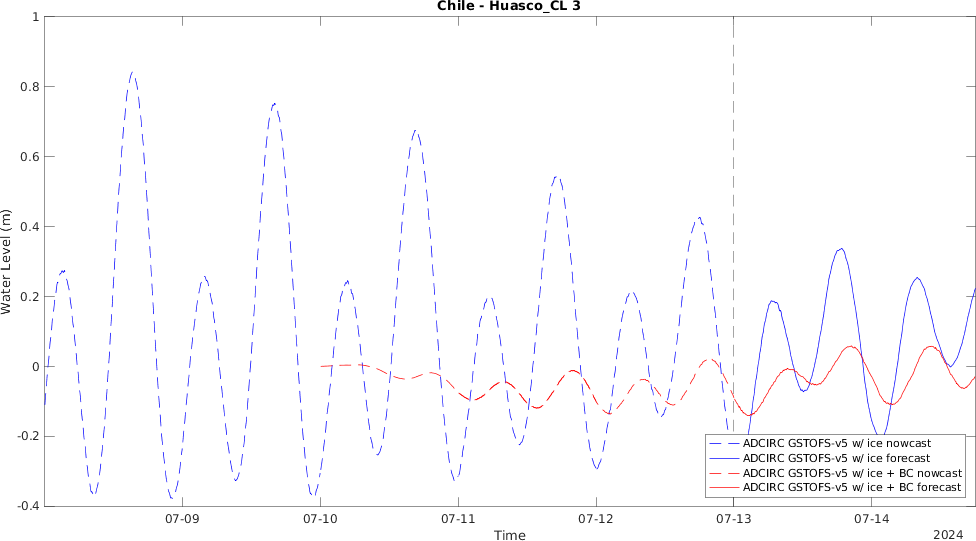 Chile - Huasco_CL 3
Water Level (m)
1
0.8
0.6
0.4
0.2
0
-0.2
-0.4
07-09
07-10
07-11
07-12
07-13
07-14
Time
2024
ADCIRC GSTOFS-v5 w/ ice nowcast
ADCIRC GSTOFS-v5 w/ ice forecast
ADCIRC GSTOFS-v5 w/ ice + BC nowcast
ADCIRC GSTOFS-v5 w/ ice + BC forecast